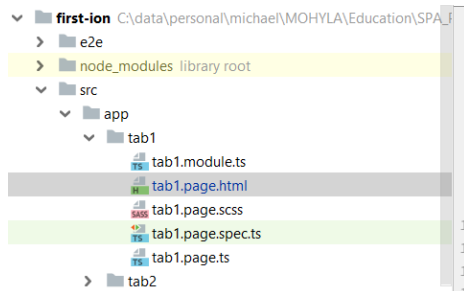 first-ion C:\data\personal\michael\MOHYLA\Education\SPA_
e2e
node_modules library root
src
app
tab1
TS tab1.module.ts
H tab1.page.html
SASS tab1.page.scss
TS tab1.page.spec.ts
TS tab1.page.ts
tab2